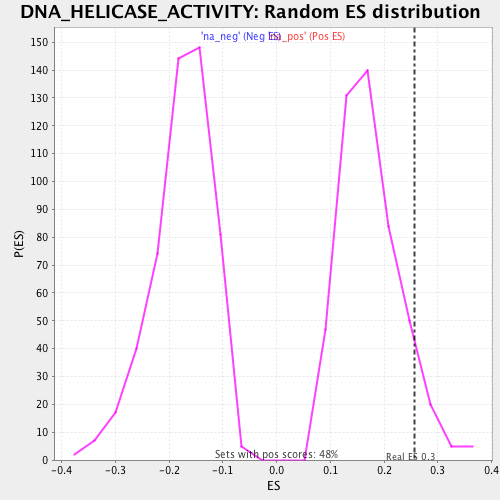 DNA_HELICASE_ACTIVITY: Random ES distribution
'na_neg' (Neg ES)
'na_pos' (Pos ES)
ES
150
140
130
120
110
100
90
80
70
60
50
40
30
20
10
0
P(ES)
Sets with pos scores: 48%
Real ES 0.3
-0.4 -0.3 -0.2 -0.1 0.0 0.1 0.2 0.3 0.4
ES